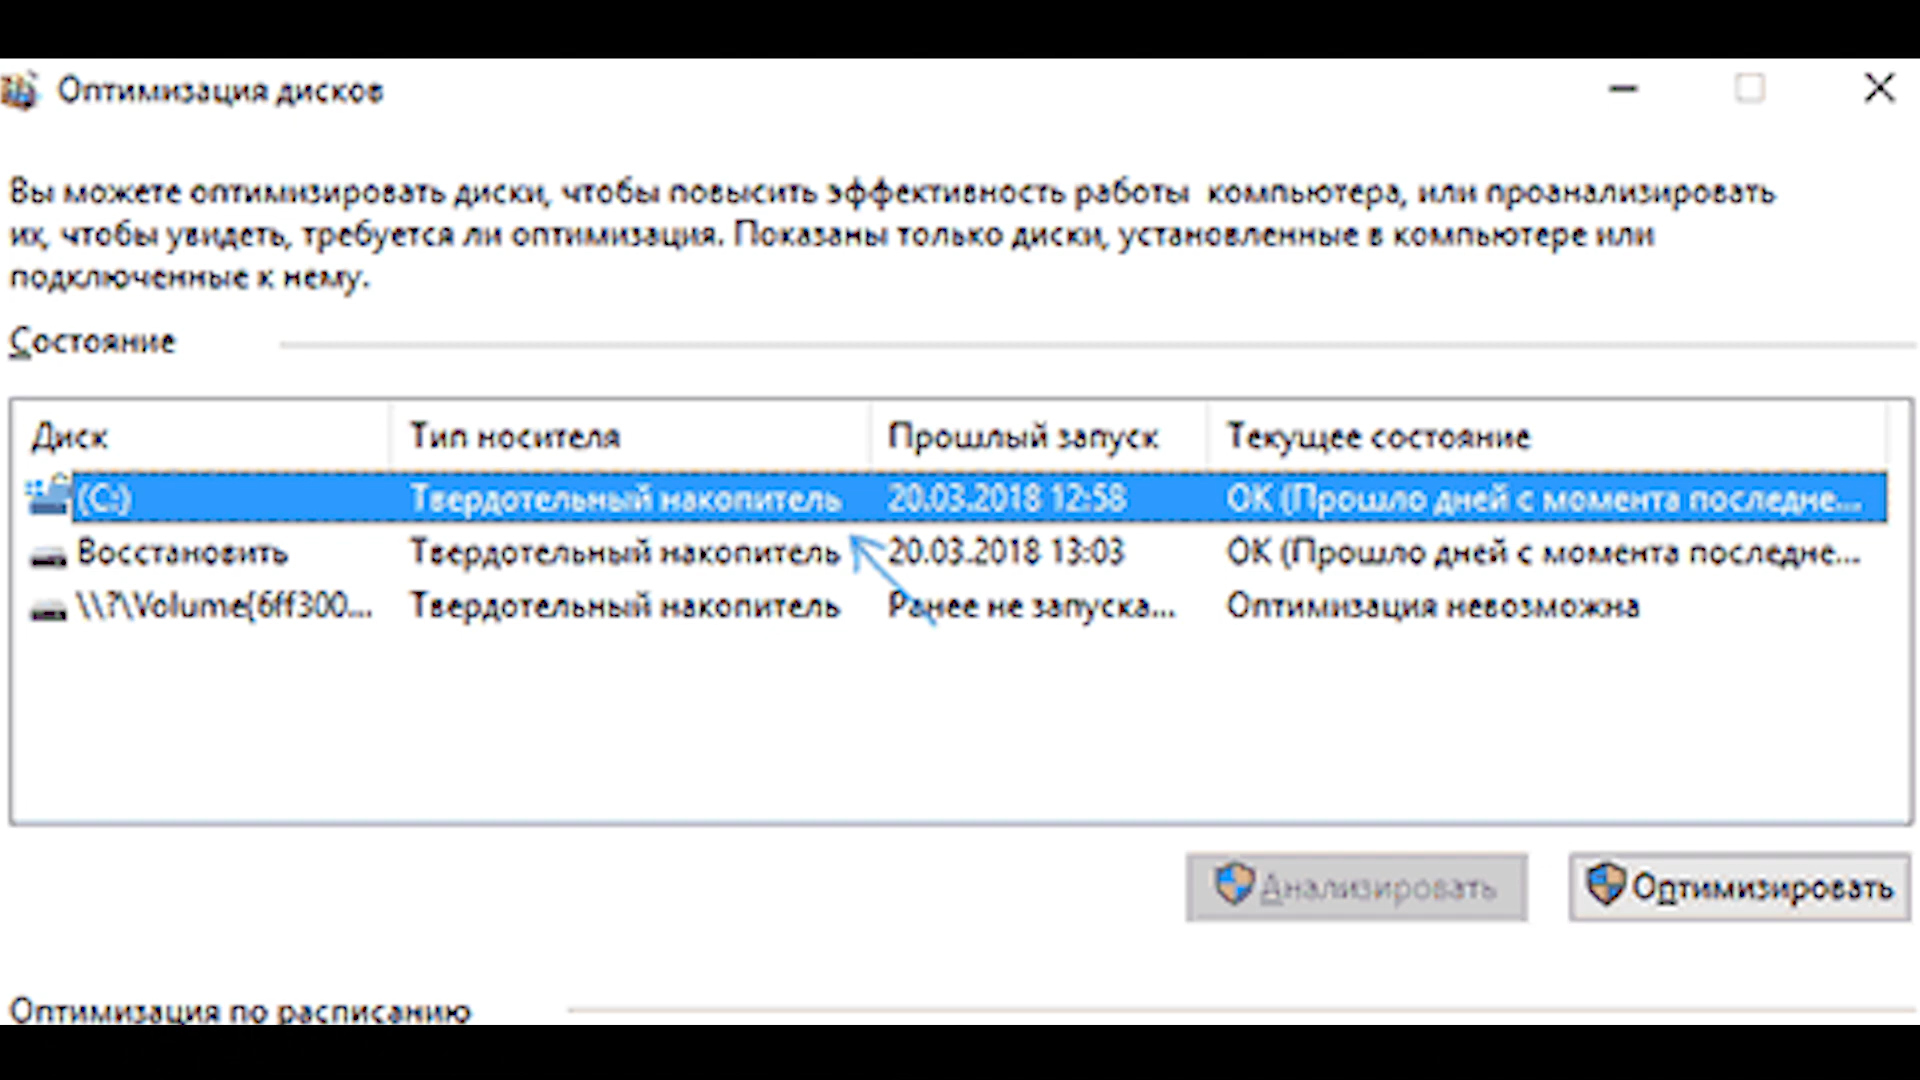 Оптимизация дисков
Вы можете оптимизировать диски, чтобы повысить эффективность работы компьютера, или проанализировать
их, чтобы увидеть, требуется ли оптимизация. Показаны только диски, установленные в компьютере или
подключенные к нему.
Состояние
Диск Тип носителя Прошлый запуск Текущее состояние
(C:) Твердотельный накопитель 20.03.2018 12:58 ОК (Прошло дней с момента последне...
Восстановить Твердотельный накопитель 20.03.2018 13:03 ОК (Прошло дней с момента последне...
\\?\Volume{6ff300... Твердотельный накопитель Ранее не запуска... Оптимизация невозможна
Анализировать Оптимизировать
Оптимизация по расписанию